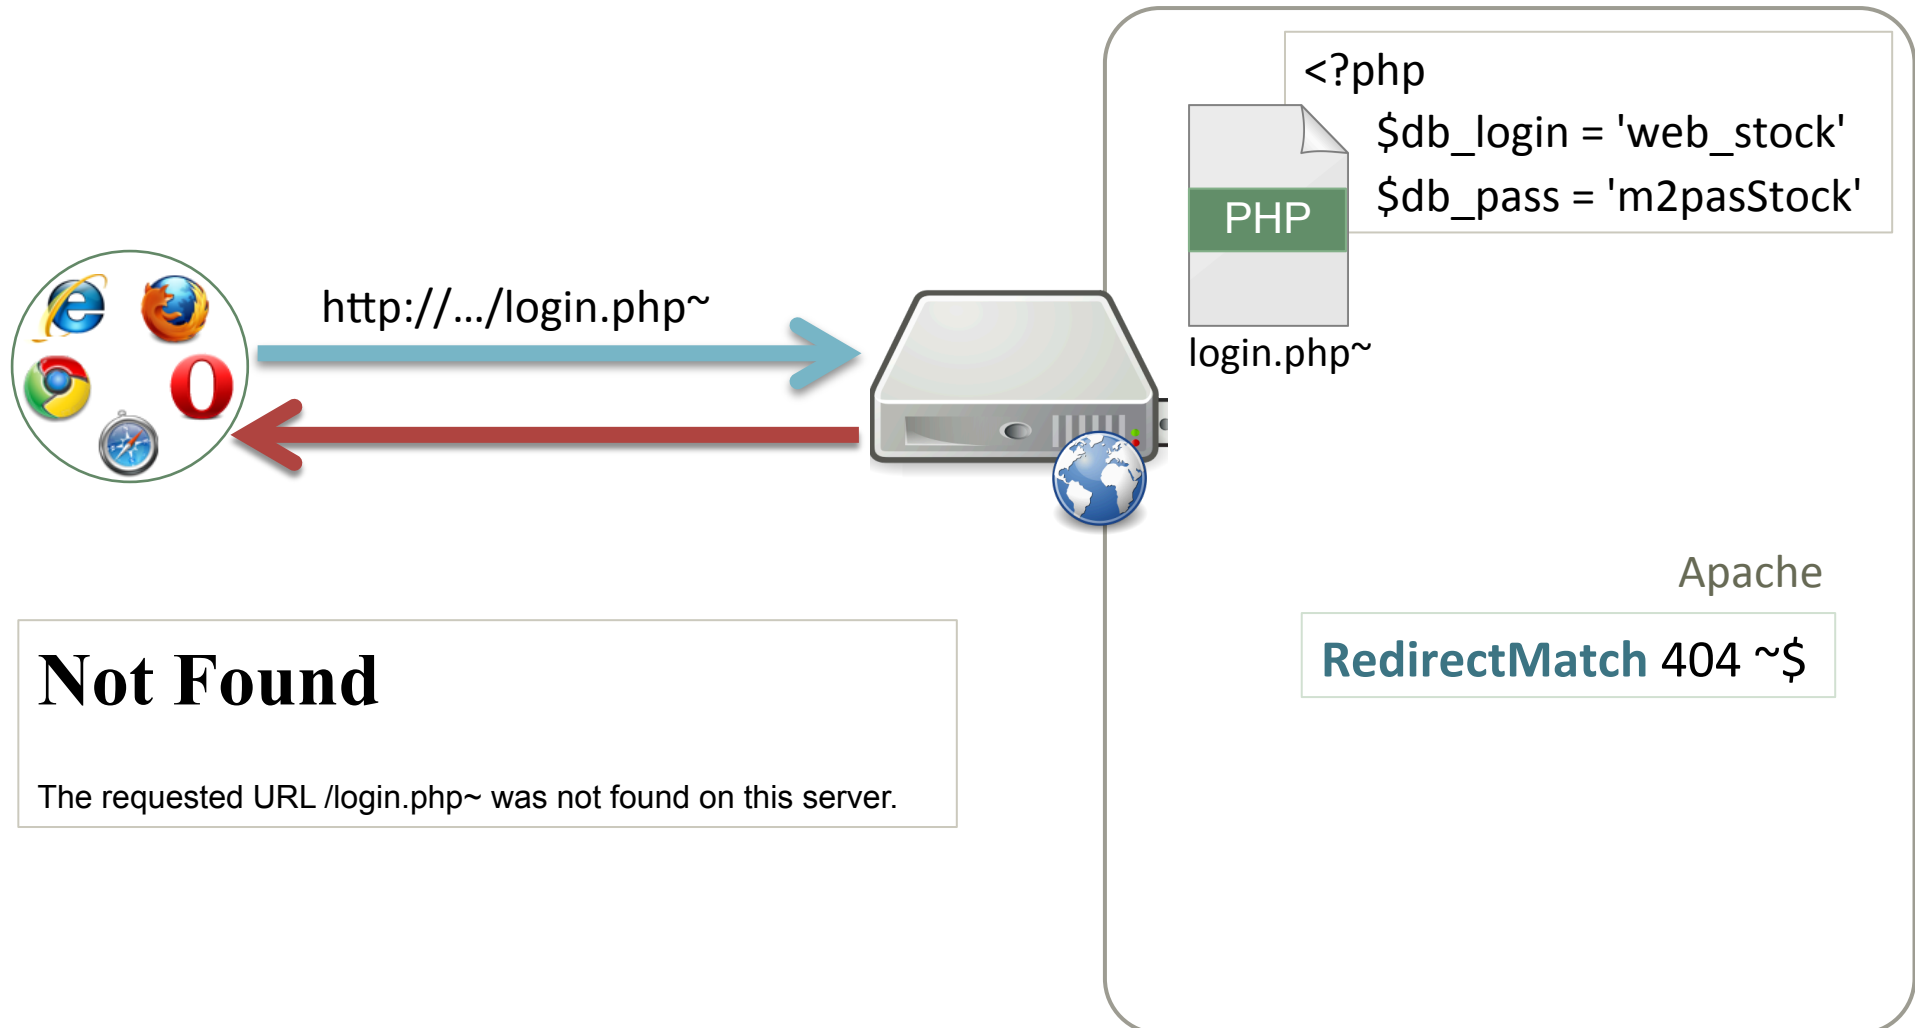 <?php
$db_login = 'web_stock'
$db_pass = 'm2pasStock'
PHP
login.php~
http://.../login.php~
Apache
RedirectMatch 404 ~$
Not Found
The requested URL /login.php~ was not found on this server.